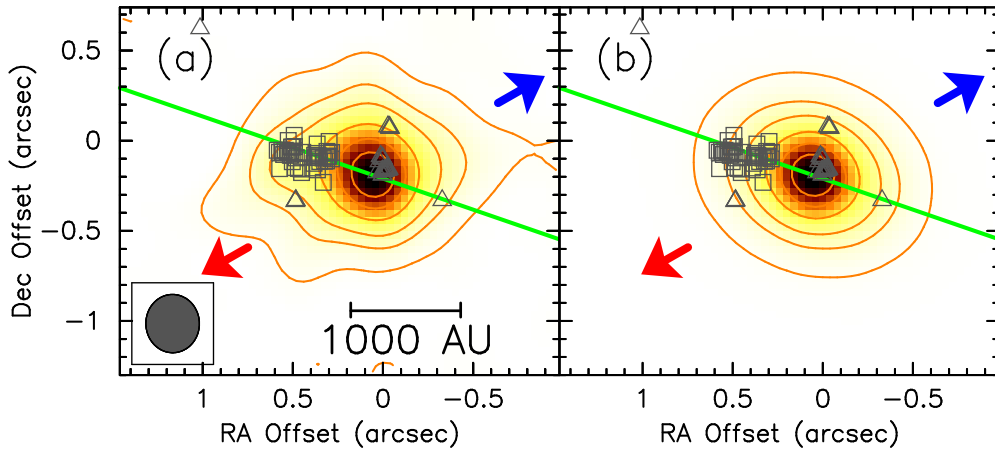 (a) (b)
0.5
0
−0.5
−1
Dec Offset (arcsec)
1000 AU
1 0.5 0 −0.5 1 0.5 0 −0.5
RA Offset (arcsec) RA Offset (arcsec)